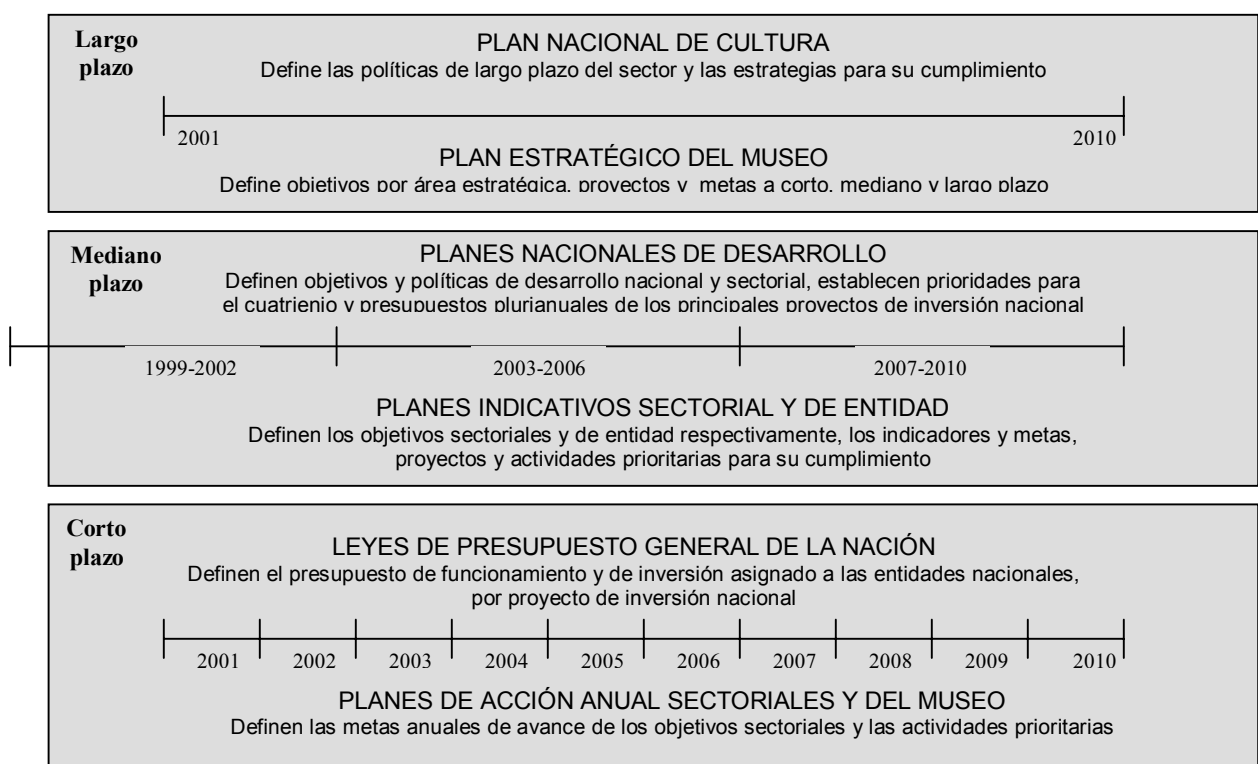 Largo
plazo
PLAN NACIONAL DE CULTURA
Define las políticas de largo plazo del sector y las estrategias para su cumplimiento
2001
2010
PLAN ESTRATÉGICO DEL MUSEO
Define objetivos por área estratégica, proyectos y metas a corto, mediano y largo plazo
Mediano
plazo
PLANES NACIONALES DE DESARROLLO
Definen objetivos y políticas de desarrollo nacional y sectorial, establecen prioridades para
el cuatrienio y presupuestos plurianuales de los principales proyectos de inversión nacional
1999-2002
2003-2006
2007-2010
PLANES INDICATIVOS SECTORIAL Y DE ENTIDAD
Definen los objetivos sectoriales y de entidad respectivamente, los indicadores y metas,
proyectos y actividades prioritarias para su cumplimiento
Corto
plazo
LEYES DE PRESUPUESTO GENERAL DE LA NACIÓN
Definen el presupuesto de funcionamiento y de inversión asignado a las entidades nacionales,
por proyecto de inversión nacional
2001
2002
2003
2004
2005
2006
2007
2008
2009
2010
PLANES DE ACCIÓN ANUAL SECTORIALES Y DEL MUSEO
Definen las metas anuales de avance de los objetivos sectoriales y las actividades prioritarias